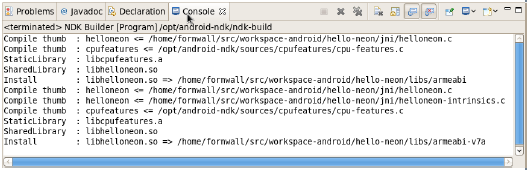 Problems @ Javadoc Declaration Console
<terminated> NDK Builder [Program] /opt/android-ndk/ndk-build
Compile thumb : helloneon <= /home/fornwall/src/workspace-android/hello-neon/jni/helloneon.c
Compile thumb : cpufeatures <= /opt/android-ndk/sources/cpufeatures/cpu-features.c
StaticLibrary : libcpufeatures.a
SharedLibrary : libhelloneon.so
Install : libhelloneon.so => /home/fornwall/src/workspace-android/hello-neon/libs/armeabi
Compile thumb : helloneon <= /home/fornwall/src/workspace-android/hello-neon/jni/helloneon.c
Compile thumb : helloneon <= /home/fornwall/src/workspace-android/hello-neon/jni/helloneon-intrinsics.c
Compile thumb : cpufeatures <= /opt/android-ndk/sources/cpufeatures/cpu-features.c
StaticLibrary : libcpufeatures.a
SharedLibrary : libhelloneon.so
Install : libhelloneon.so => /home/fornwall/src/workspace-android/hello-neon/libs/armeabi-v7a